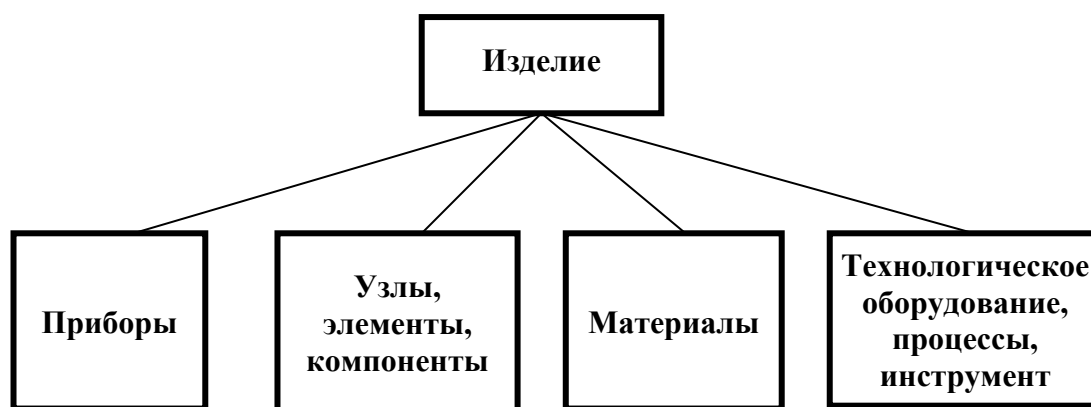 Изделие
Приборы
Узлы,
элементы,
компоненты
Материалы
Технологическое
оборудование,
процессы,
инструмент